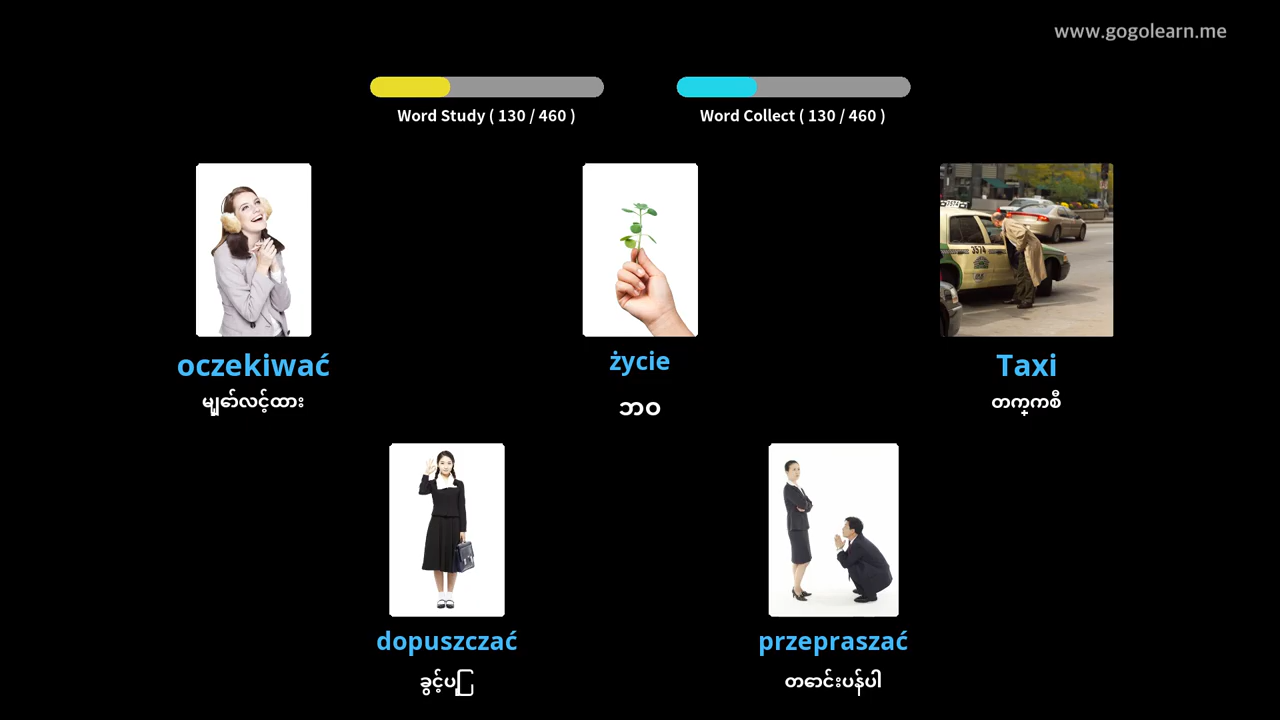 www.gogolearn.me
Word Study ( 130 / 460 )
Word Collect ( 130 / 460 )
oczekiwać
မျှော်လင့်ထား
życie
ဘဝ
Taxi
တက္ကစီ
3574
dopuszczać
ခွင့်ပြု
przepraszać
တောင်းပန်ပါ